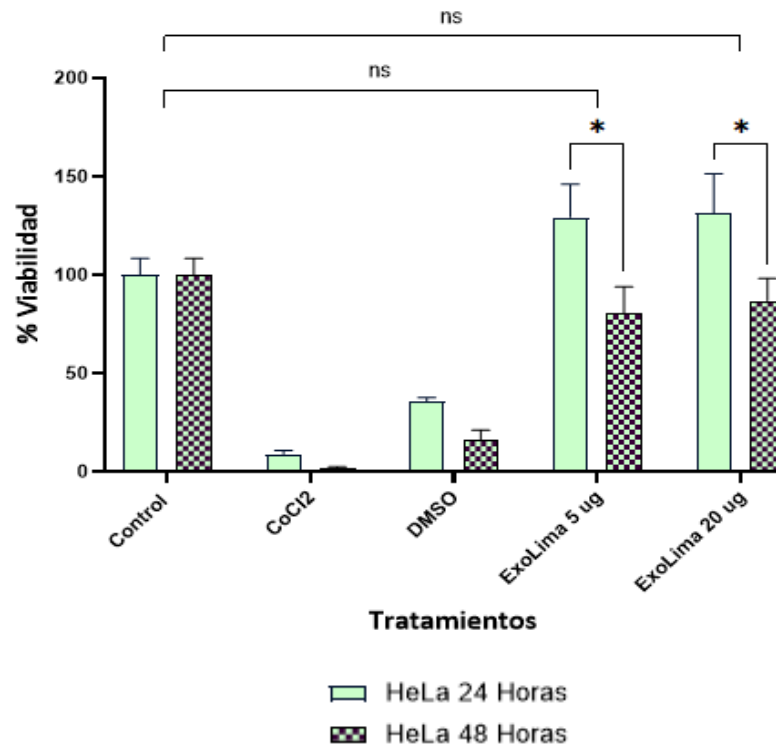 ns
ns
200
150
100
50
0
% Viabilidad
*
*
Control
CoCl2
DMSO
ExoLima 5 ug
ExoLima 20 ug
Tratamientos
HeLa 24 Horas
HeLa 48 Horas